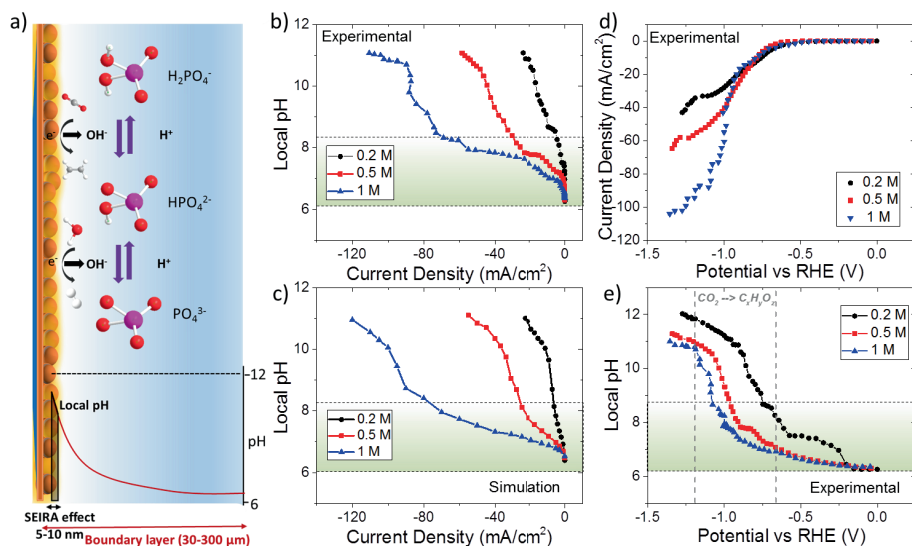 a)
H₂PO₄⁻
e⁻
OH⁻
H⁺
HPO₄²⁻
e⁻
OH⁻
H⁺
PO₄³⁻
12
Local pH
pH
6
SEIRA effect
5-10 nm
Boundary layer (30-300 µm)
b)
Experimental
12
10
8
6
Local pH
0.2 M
0.5 M
1 M
-120
-80
-40
0
Current Density (mA/cm²)
c)
12
10
8
6
Local pH
0.2 M
0.5 M
1 M
Simulation
-120
-80
-40
0
Current Density (mA/cm²)
d)
Experimental
0
-20
-40
-60
-80
-100
-120
Current Density (mA/cm²)
0.2 M
0.5 M
1 M
-1.5
-1.0
-0.5
0.0
Potential vs RHE (V)
e)
CO₂ --> CₓHᵧO_z
12
10
8
6
4
Local pH
0.2 M
0.5 M
1 M
Experimental
-1.5
-1.0
-0.5
0.0
Potential vs RHE (V)